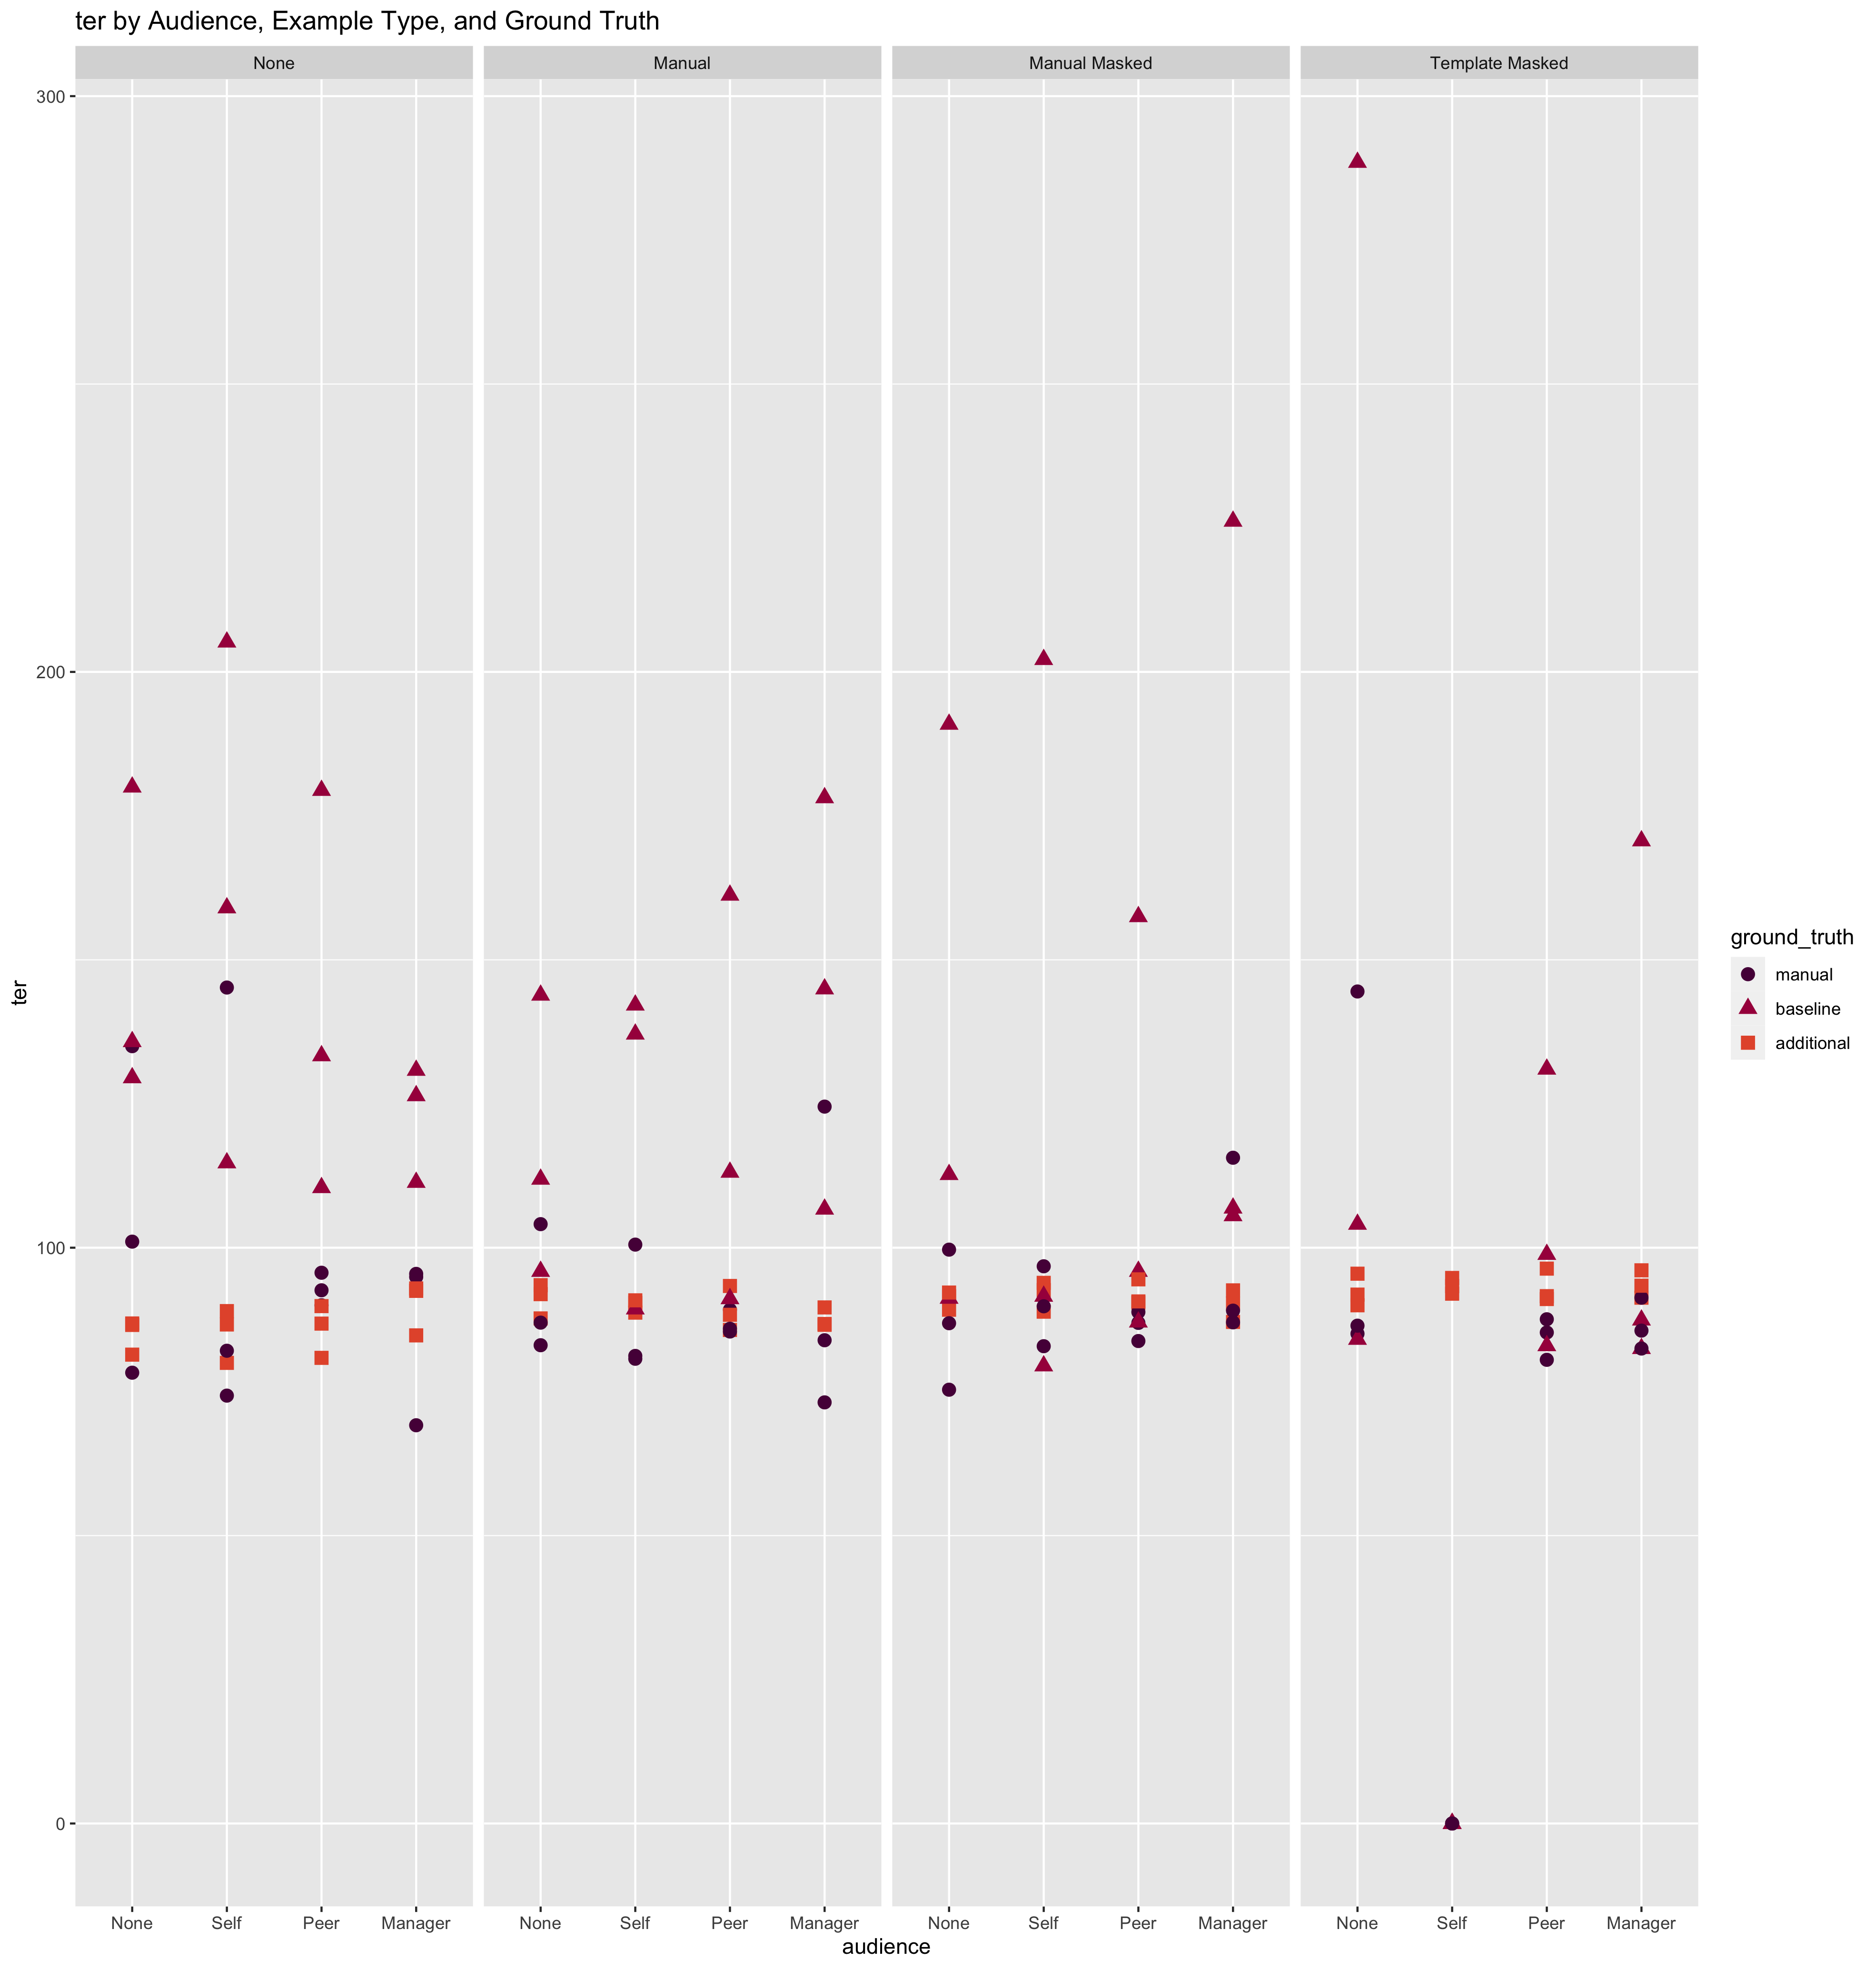 ter by Audience, Example Type, and Ground Truth
None
Manual
Manual Masked
Template Masked
300
200
100
0
ter
None Self Peer Manager
None Self Peer Manager
None Self Peer Manager
None Self Peer Manager
audience
ground_truth
manual
baseline
additional